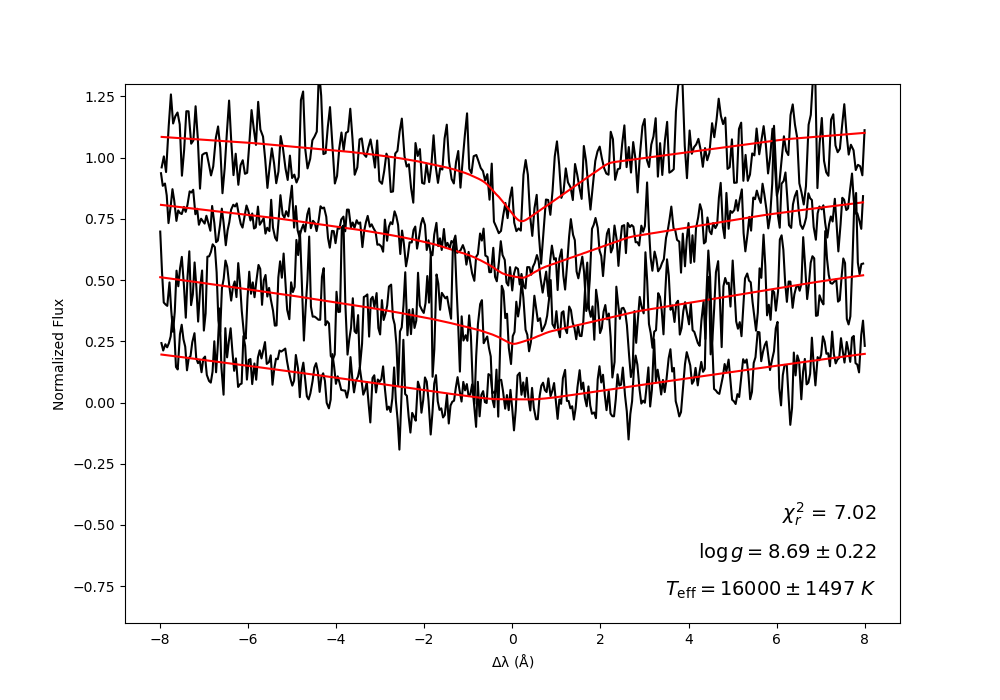 1.25
1.00
0.75
0.50
0.25
0.00
−0.25
−0.50
−0.75
Normalized Flux
χ²ᵣ = 7.02
log g = 8.69 ± 0.22
T_eff = 16000 ± 1497 K
−8 −6 −4 −2 0 2 4 6 8
Δλ (Å)